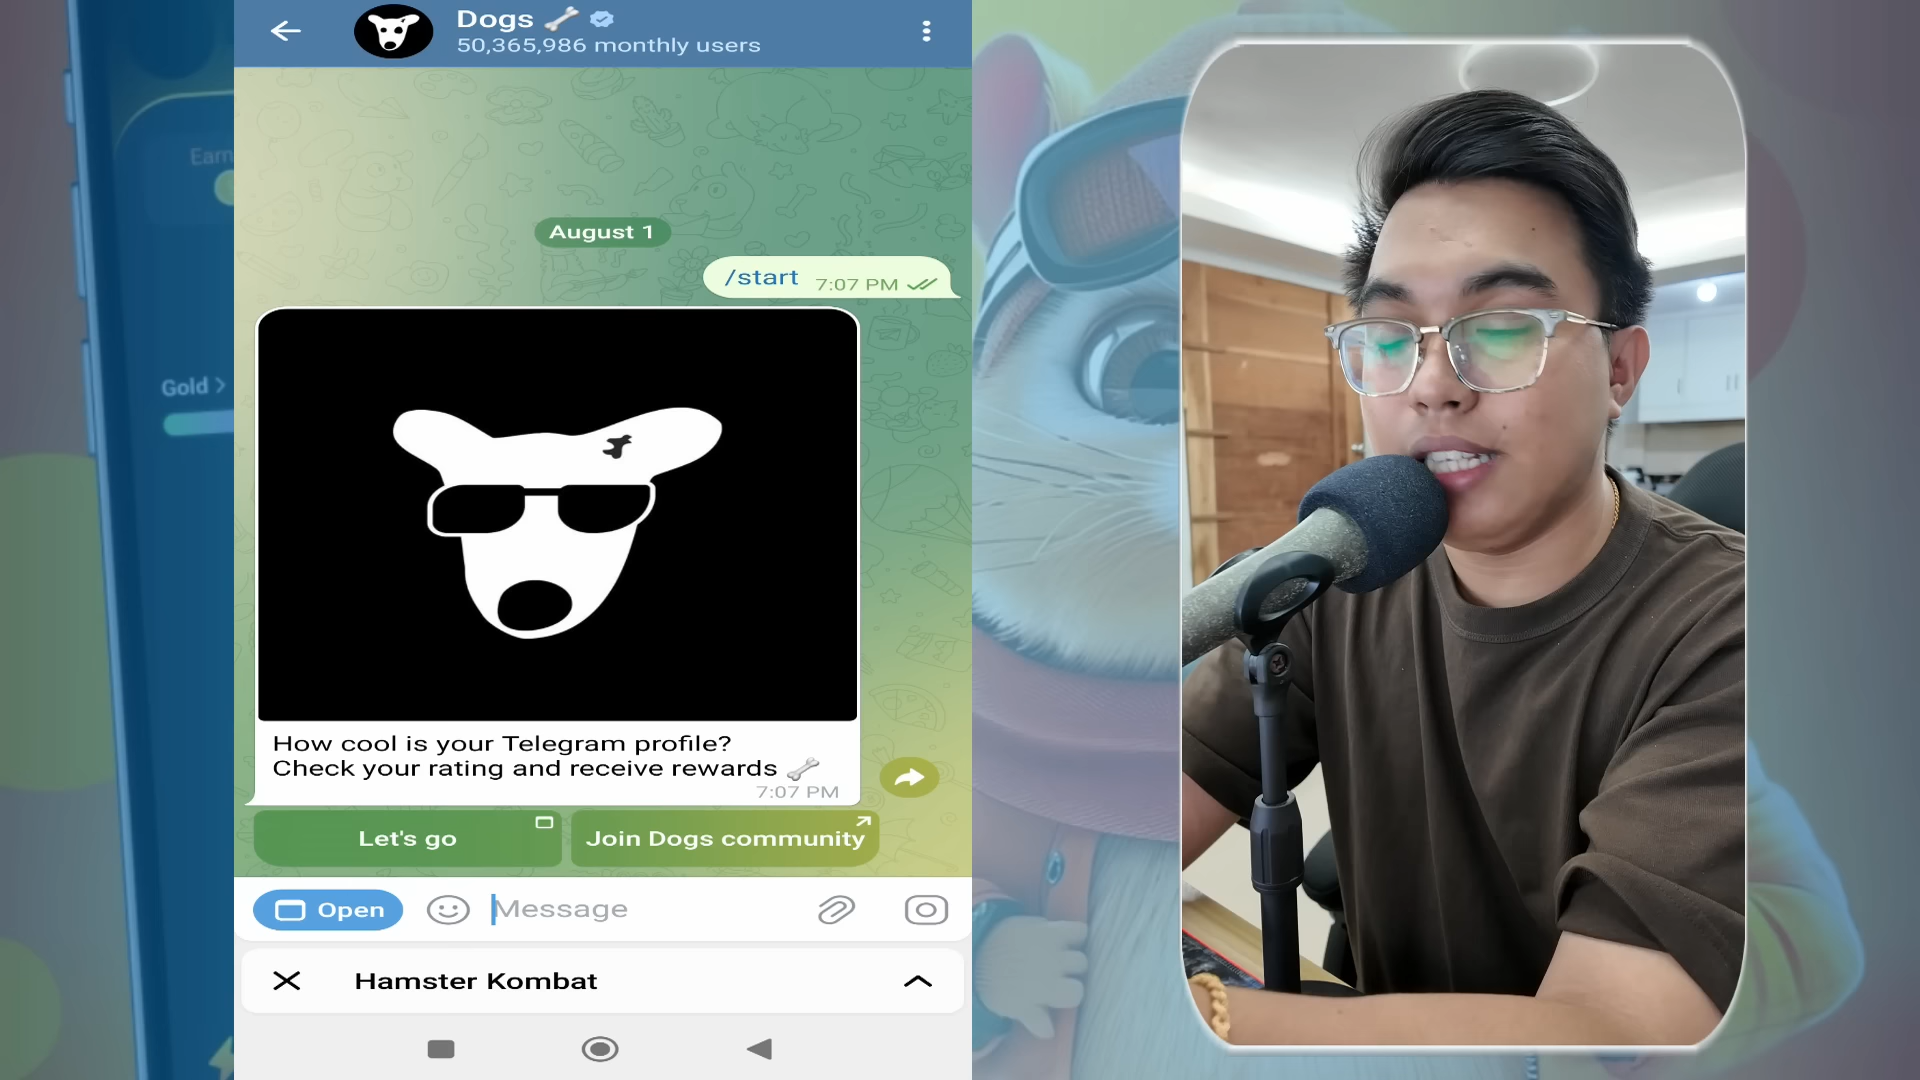 Dogs
50,365,986 monthly users
Earn
Gold >
August 1
/start 7:07 PM
How cool is your Telegram profile?
Check your rating and receive rewards
7:07 PM
Let's go
Join Dogs community
Open
Message
Hamster Kombat